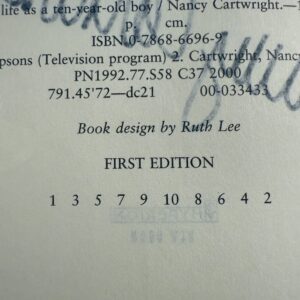 life as a ten-year-old boy / Nancy Cartwright.—1
p. cm.
ISBN 0-7868-6696-9
psons (Television program) 2. Cartwright, Nanc
PN1992.77.S58 C37 2000
791.45'72—dc21 00-033433
Book design by Ruth Lee
FIRST EDITION
1 3 5 7 9 10 8 6 4 2